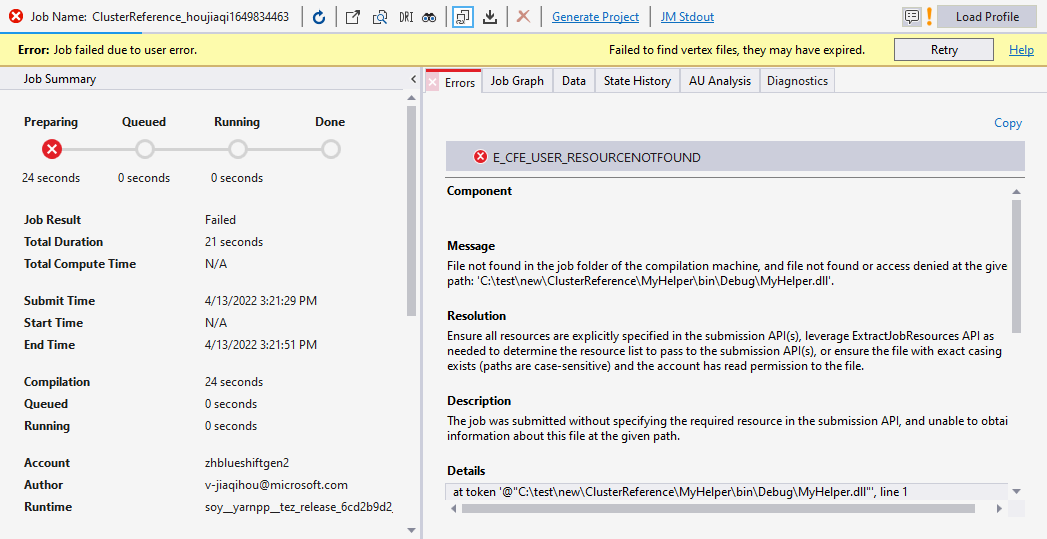 Job Name: ClusterReference_houjiaqi1649834463
DRI
Generate Project
JM Stdout
Load Profile
Error: Job failed due to user error.
Failed to find vertex files, they may have expired.
Retry
Help
Job Summary
Errors
Job Graph
Data
State History
AU Analysis
Diagnostics
Preparing
Queued
Running
Done
24 seconds
0 seconds
0 seconds
Job Result Failed
Total Duration 21 seconds
Total Compute Time N/A
Submit Time 4/13/2022 3:21:29 PM
Start Time N/A
End Time 4/13/2022 3:21:51 PM
Compilation 24 seconds
Queued 0 seconds
Running 0 seconds
Account zhblueshiftgen2
Author v-jiaqihou@microsoft.com
Runtime soy__yarnpp__tez_release_6cd2b9d2_
Copy
E_CFE_USER_RESOURCENOTFOUND
Component
Message
File not found in the job folder of the compilation machine, and file not found or access denied at the give
path: 'C:\test\new\ClusterReference\MyHelper\bin\Debug\MyHelper.dll'.
Resolution
Ensure all resources are explicitly specified in the submission API(s), leverage ExtractJobResources API as
needed to determine the resource list to pass to the submission API(s), or ensure the file with exact casing
exists (paths are case-sensitive) and the account has read permission to the file.
Description
The job was submitted without specifying the required resource in the submission API, and unable to obtai
information about this file at the given path.
Details
at token '@"C:\test\new\ClusterReference\MyHelper\bin\Debug\MyHelper.dll"', line 1